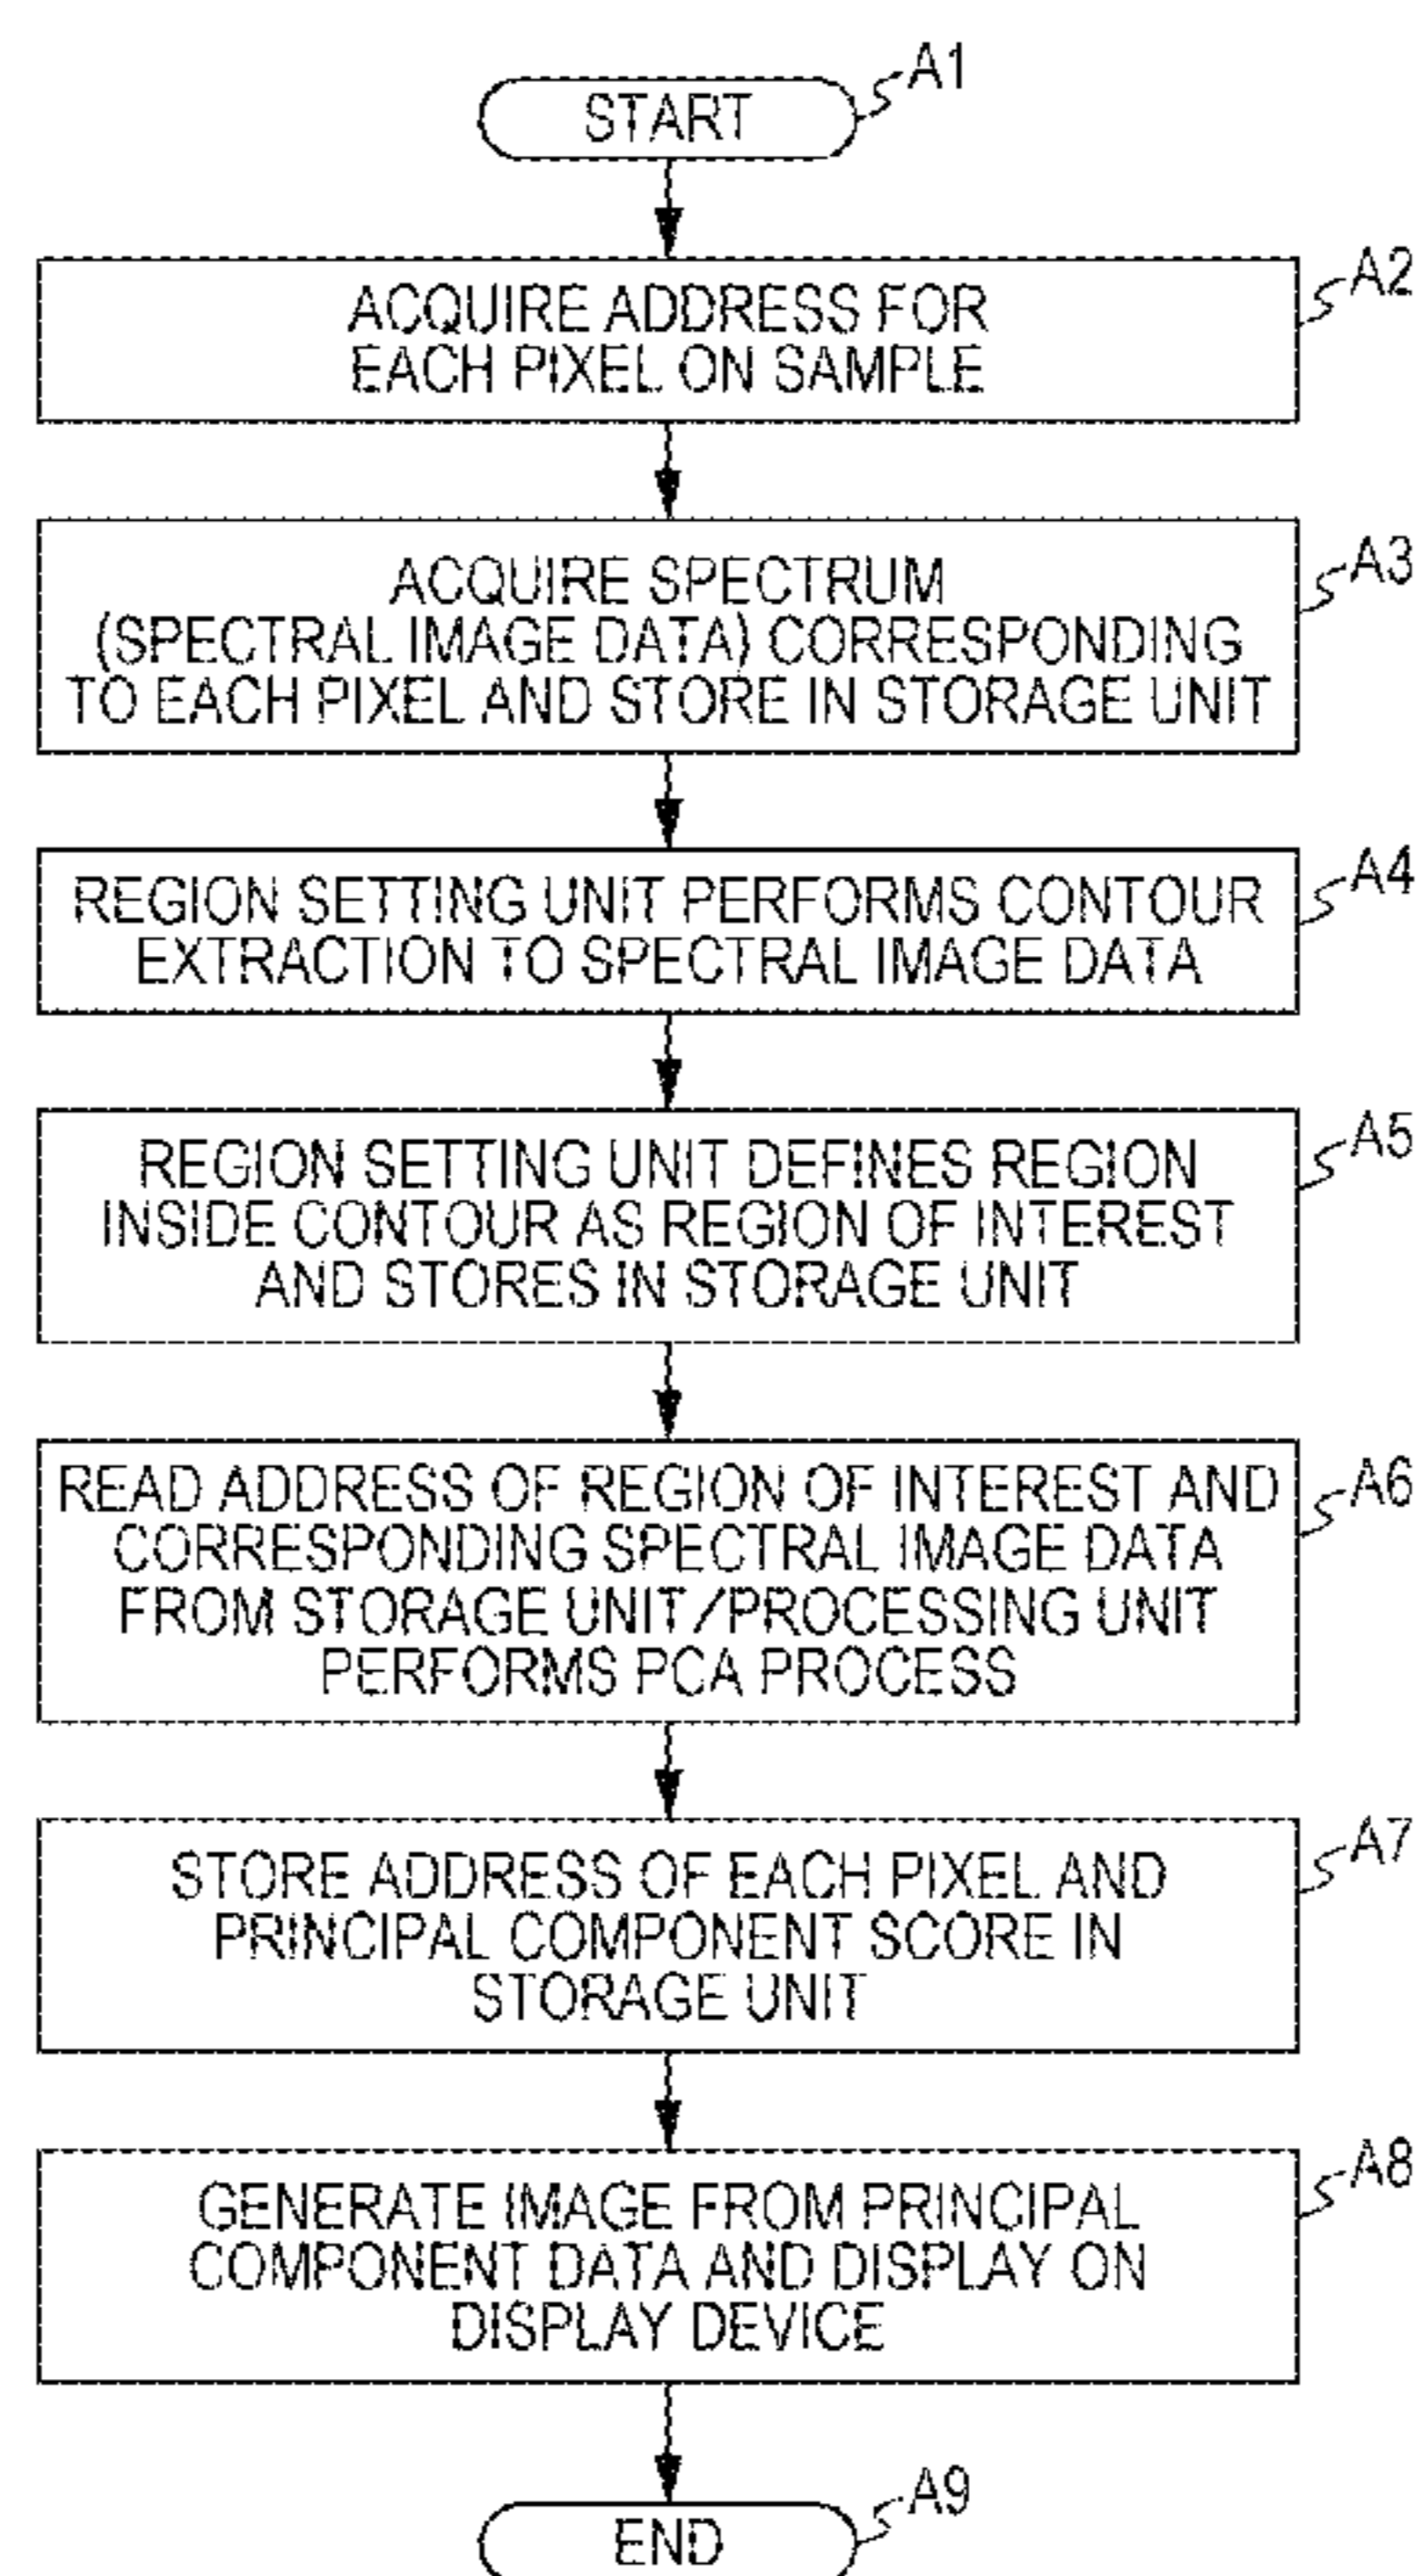 A1
START
A2
ACQUIRE ADDRESS FOR
EACH PIXEL ON SAMPLE
A3
ACQUIRE SPECTRUM
(SPECTRAL IMAGE DATA) CORRESPONDING
TO EACH PIXEL AND STORE IN STORAGE UNIT
A4
REGION SETTING UNIT PERFORMS CONTOUR
EXTRACTION TO SPECTRAL IMAGE DATA
A5
REGION SETTING UNIT DEFINES REGION
INSIDE CONTOUR AS REGION OF INTEREST
AND STORES IN STORAGE UNIT
A6
READ ADDRESS OF REGION OF INTEREST AND
CORRESPONDING SPECTRAL IMAGE DATA
FROM STORAGE UNIT/PROCESSING UNIT
PERFORMS PCA PROCESS
A7
STORE ADDRESS OF EACH PIXEL AND
PRINCIPAL COMPONENT SCORE IN
STORAGE UNIT
A8
GENERATE IMAGE FROM PRINCIPAL
COMPONENT DATA AND DISPLAY ON
DISPLAY DEVICE
A9
END